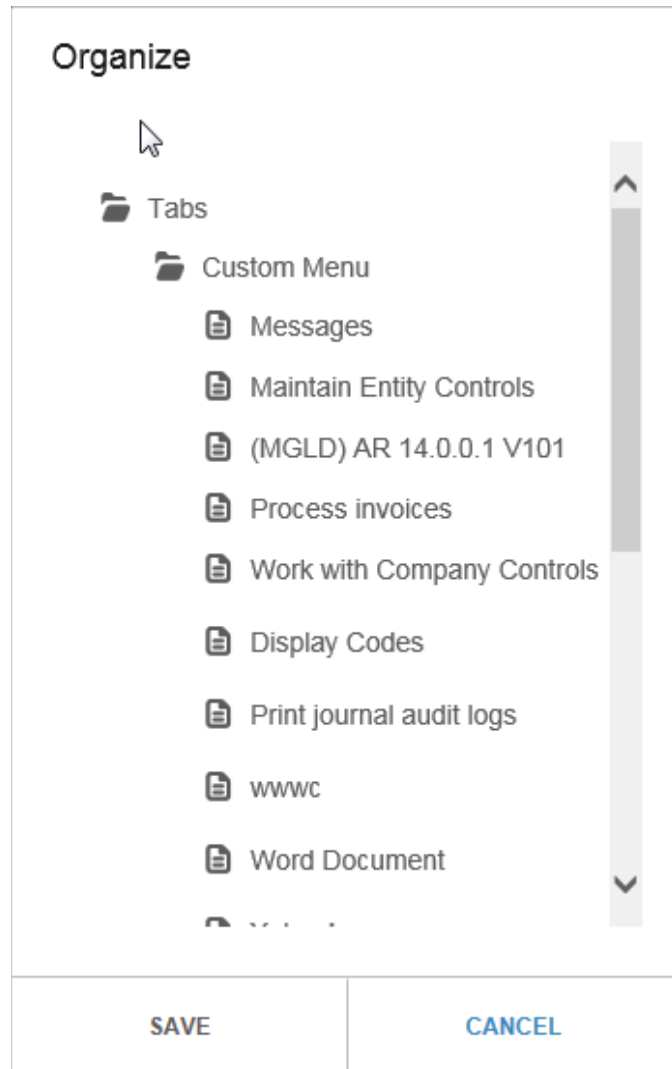 Organize
Tabs
Custom Menu
Messages
Maintain Entity Controls
(MGLD) AR 14.0.0.1 V101
Process invoices
Work with Company Controls
Display Codes
Print journal audit logs
wwwc
Word Document
SAVE
CANCEL